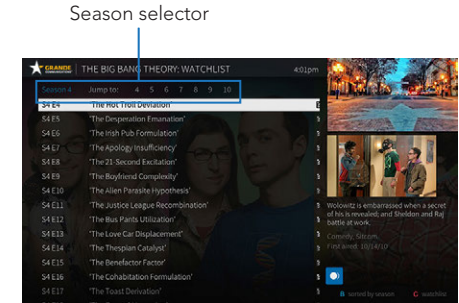 Season selector
GRANDE COMMUNICATIONS THE BIG BANG THEORY: WATCHLIST 4:01pm
Season 4 Jump to: 4 5 6 7 8 9 10
S4 E4 'The Hot Troll Deviation'
S4 E5 'The Desperation Emanation'
S4 E6 'The Irish Pub Formulation'
S4 E7 'The Apology Insufficiency'
S4 E8 'The 21-Second Excitation'
S4 E9 'The Boyfriend Complexity'
S4 E10 'The Alien Parasite Hypothesis'
S4 E11 'The Justice League Recombination'
S4 E12 'The Bus Pants Utilization'
S4 E13 'The Love Car Displacement'
S4 E14 'The Thespian Catalyst'
S4 E15 'The Benefactor Factor'
S4 E16 'The Cohabitation Formulation'
S4 E17 'The Toast Derivation'
Wolowitz is embarrassed when a secret
of his is revealed; and Sheldon and Raj
battle at work.
Comedy, Sitcom,
First aired: 10/14/10
B sorted by season C watchlist